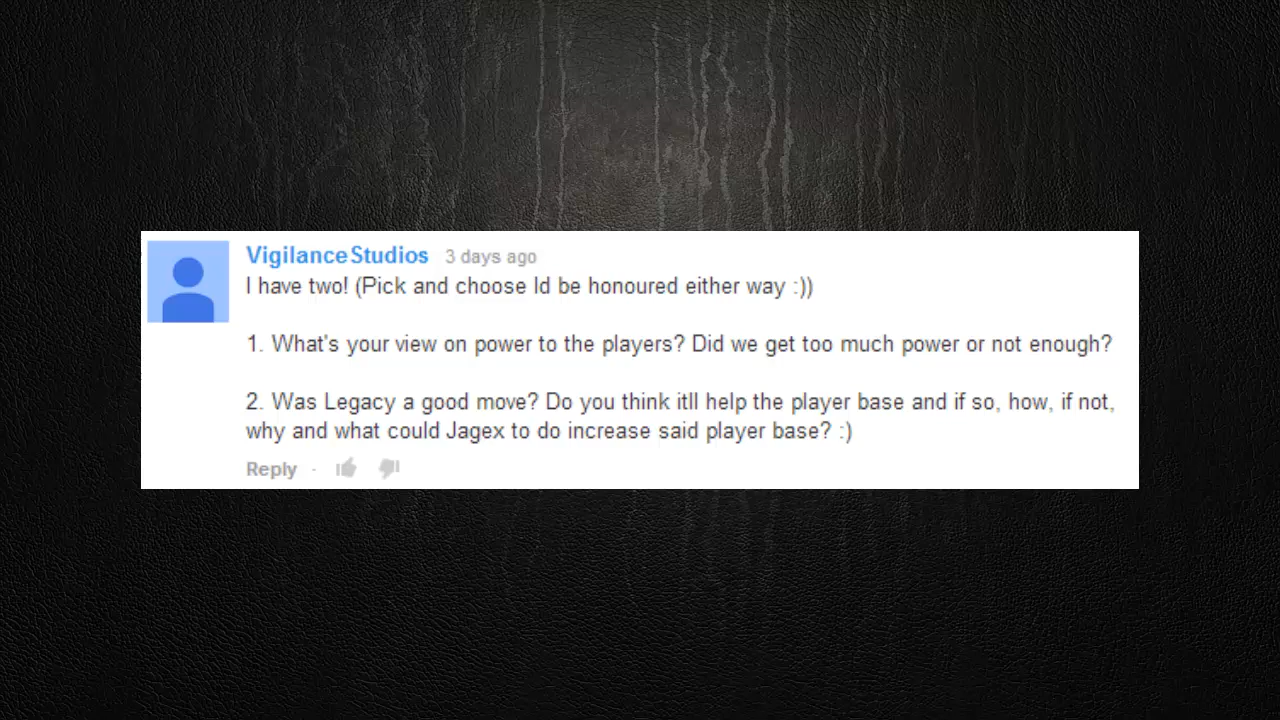 VigilanceStudios 3 days ago
I have two! (Pick and choose Id be honoured either way :))
1. What's your view on power to the players? Did we get too much power or not enough?
2. Was Legacy a good move? Do you think itll help the player base and if so, how, if not,
why and what could Jagex to do increase said player base? :)
Reply ·